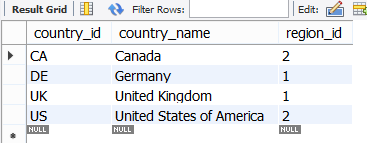 Result Grid Filter Rows: Edit:
country_id country_name region_id
CA Canada 2
DE Germany 1
UK United Kingdom 1
US United States of America 2
NULL NULL NULL